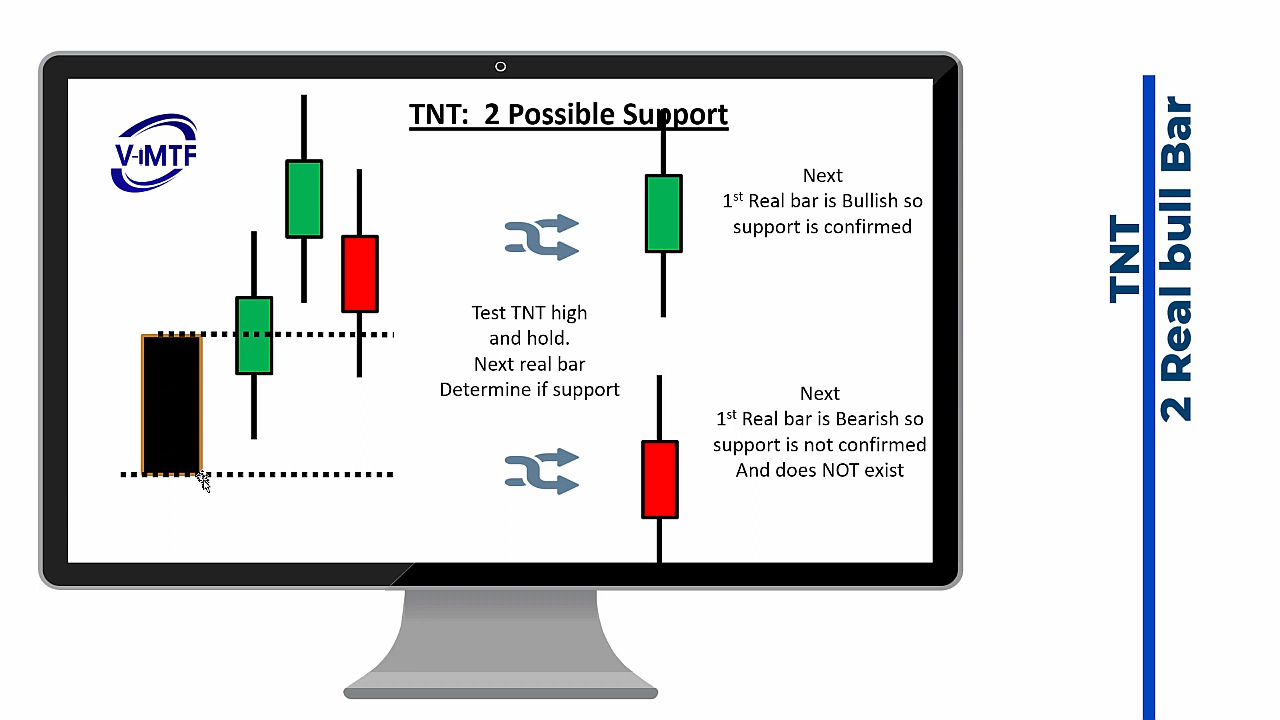 TNT: 2 Possible Support
V-iMTF
Next
1st Real bar is Bullish so
support is confirmed
Test TNT high
and hold.
Next real bar
Determine if support
Next
1st Real bar is Bearish so
support is not confirmed
And does NOT exist
TNT
2 Real bull Bar